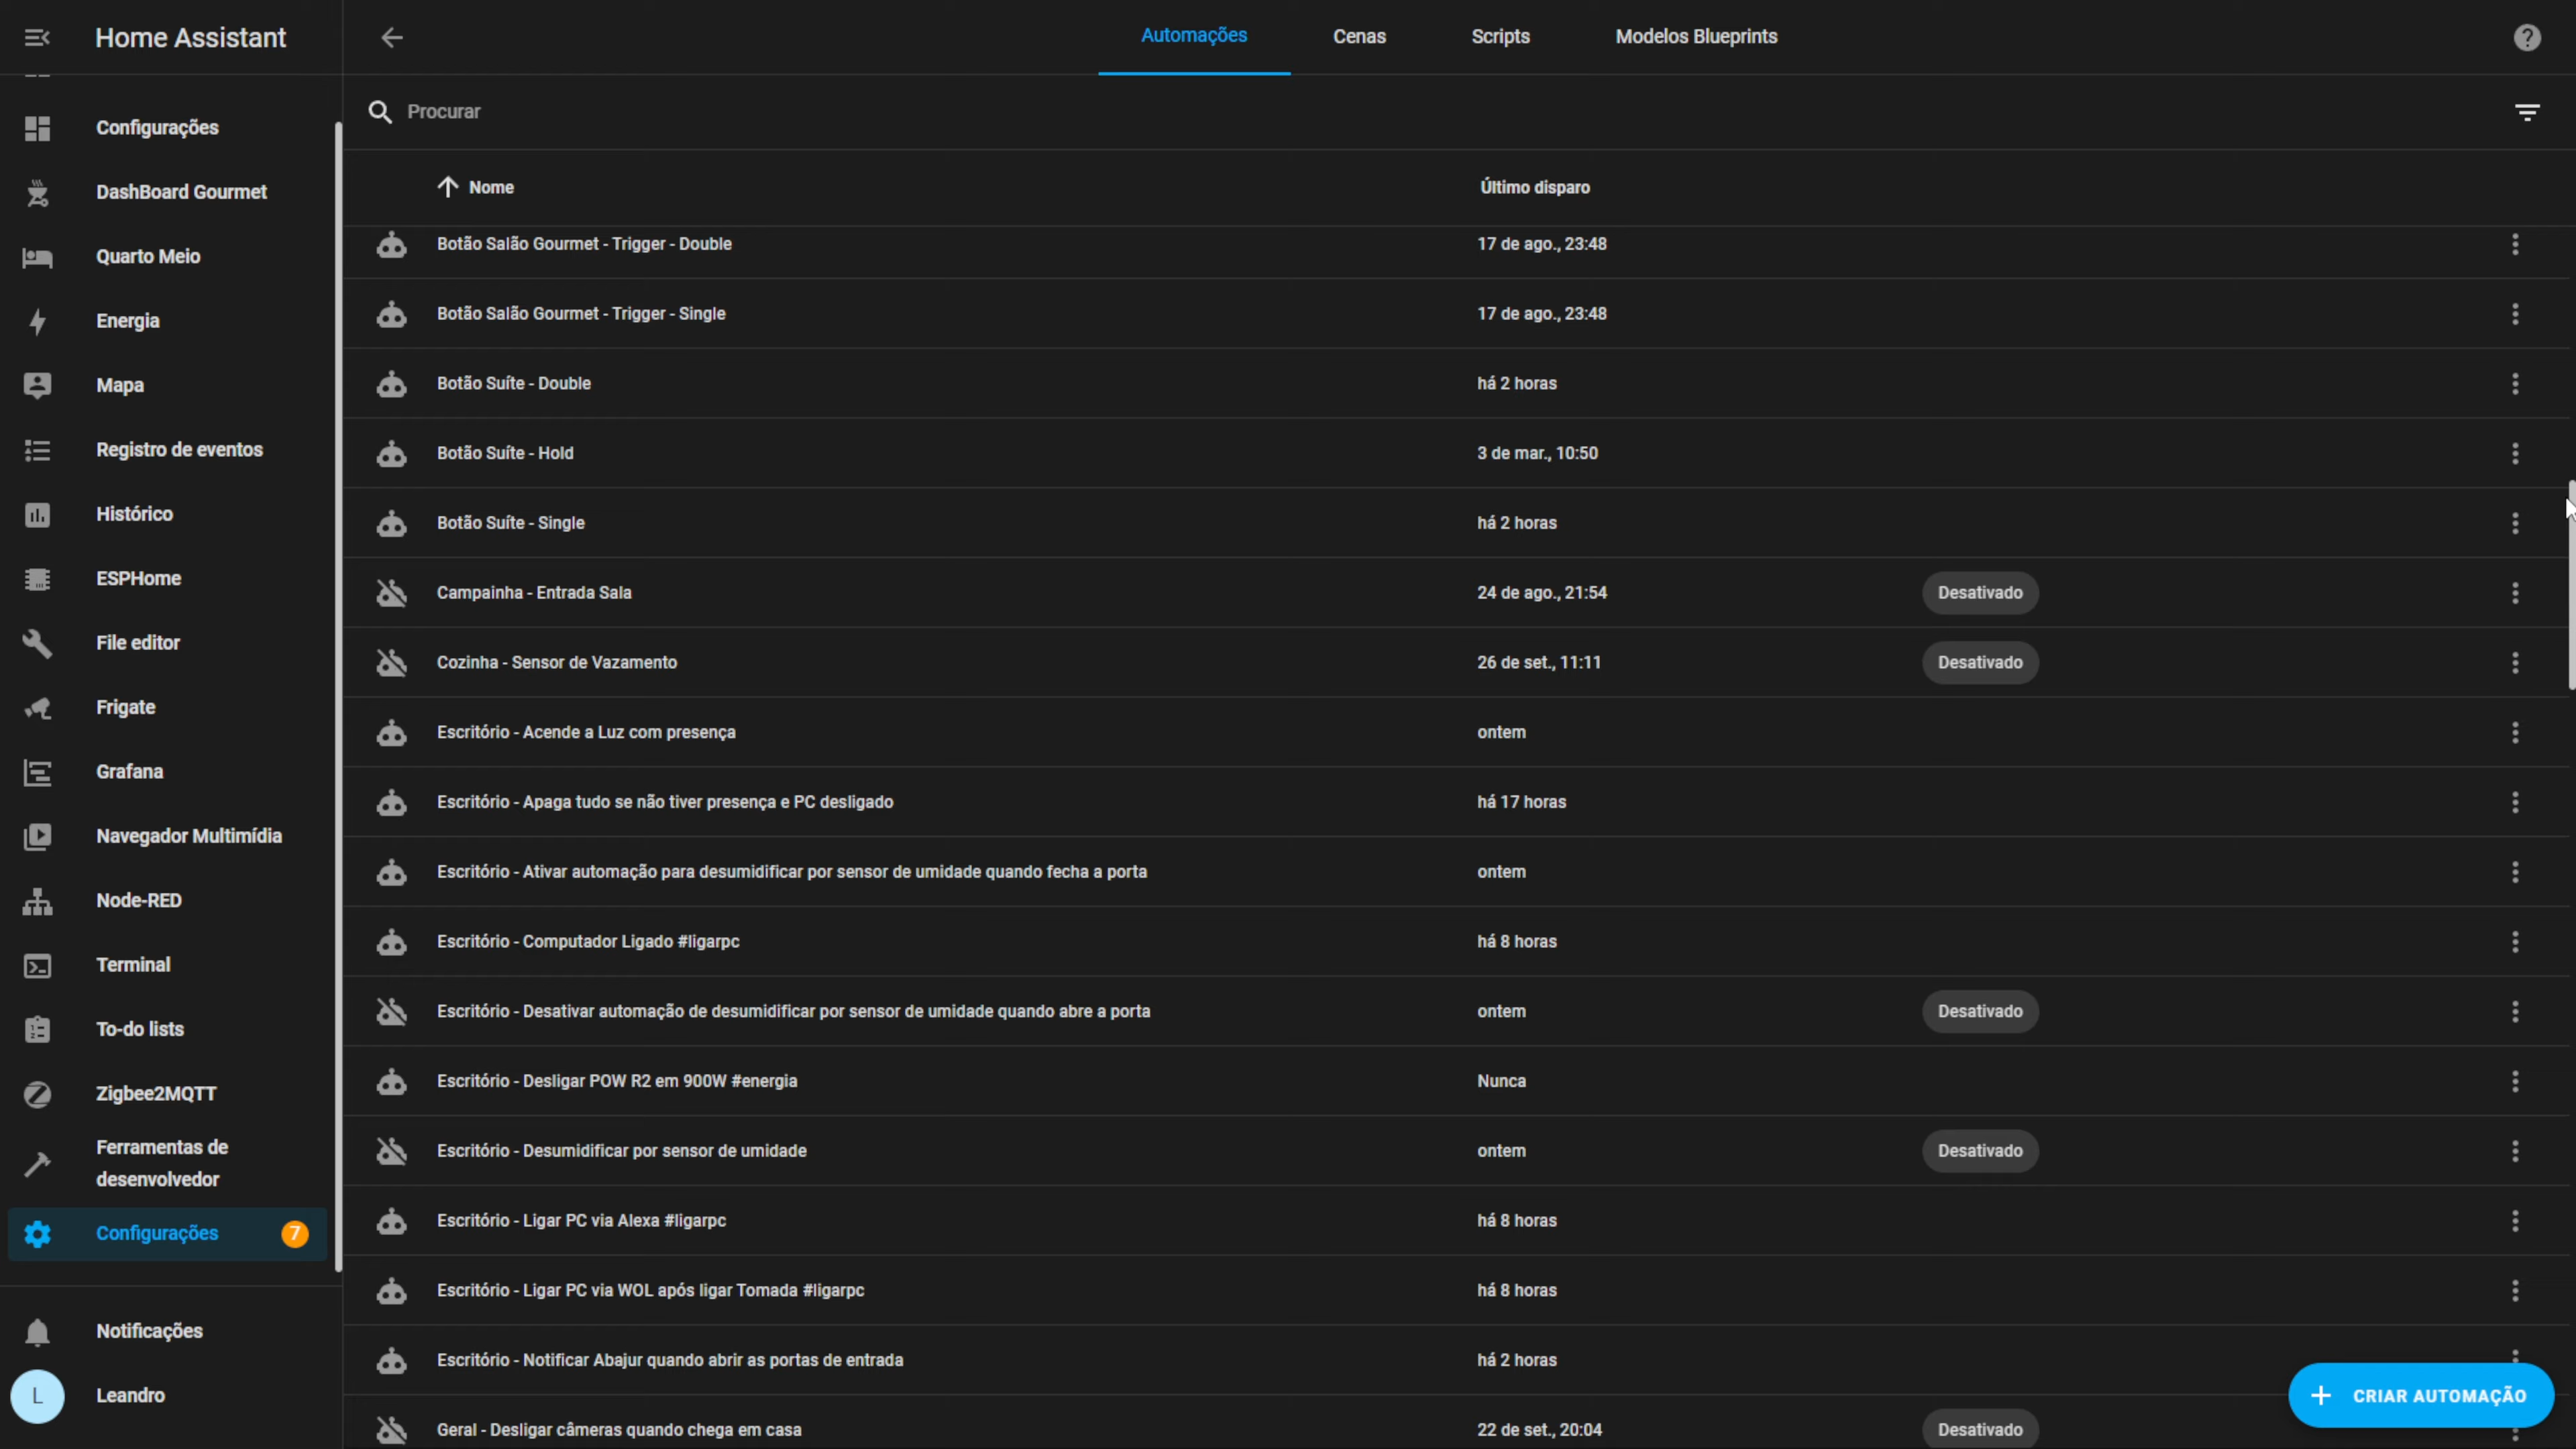 Home Assistant
Automações
Cenas
Scripts
Modelos Blueprints
Configurações
DashBoard Gourmet
Quarto Meio
Energia
Mapa
Registro de eventos
Histórico
ESPHome
File editor
Frigate
Grafana
Navegador Multimídia
Node-RED
Terminal
To-do lists
Zigbee2MQTT
Ferramentas de
desenvolvedor
Configurações 7
Notificações
L Leandro
Procurar
Nome Último disparo
Botão Salão Gourmet - Trigger - Double 17 de ago., 23:48
Botão Salão Gourmet - Trigger - Single 17 de ago., 23:48
Botão Suíte - Double há 2 horas
Botão Suíte - Hold 3 de mar., 10:50
Botão Suíte - Single há 2 horas
Campainha - Entrada Sala 24 de ago., 21:54 Desativado
Cozinha - Sensor de Vazamento 26 de set., 11:11 Desativado
Escritório - Acende a Luz com presença ontem
Escritório - Apaga tudo se não tiver presença e PC desligado há 17 horas
Escritório - Ativar automação para desumidificar por sensor de umidade quando fecha a porta ontem
Escritório - Computador Ligado #ligarpc há 8 horas
Escritório - Desativar automação de desumidificar por sensor de umidade quando abre a porta ontem Desativado
Escritório - Desligar POW R2 em 900W #energia Nunca
Escritório - Desumidificar por sensor de umidade ontem Desativado
Escritório - Ligar PC via Alexa #ligarpc há 8 horas
Escritório - Ligar PC via WOL após ligar Tomada #ligarpc há 8 horas
Escritório - Notificar Abajur quando abrir as portas de entrada há 2 horas
Geral - Desligar câmeras quando chega em casa 22 de set., 20:04 Desativado
CRIAR AUTOMAÇÃO